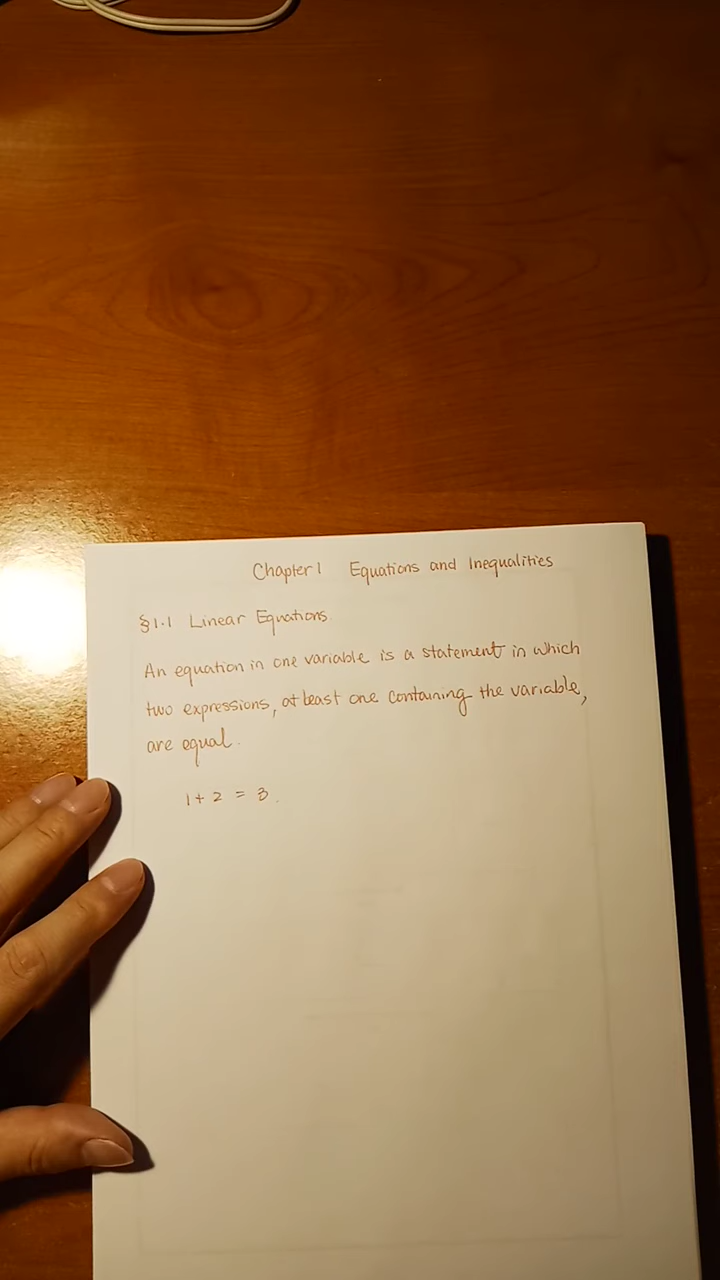 Chapter 1 Equations and Inequalities
§1.1 Linear Equations.
An equation in one variable is a statement in which
two expressions, at least one containing the variable,
are equal.
1 + 2 = 3.